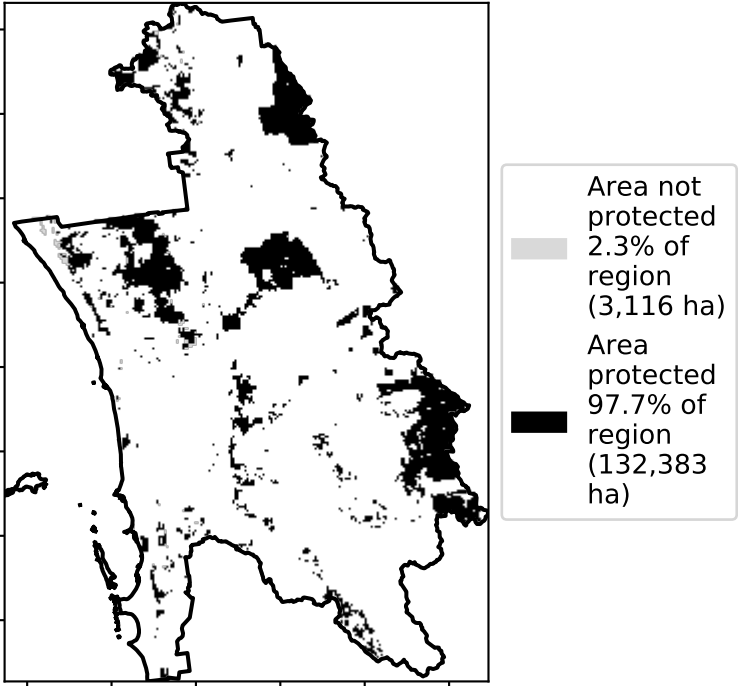 Area not
protected
2.3% of
region
(3,116 ha)
Area
protected
97.7% of
region
(132,383
ha)